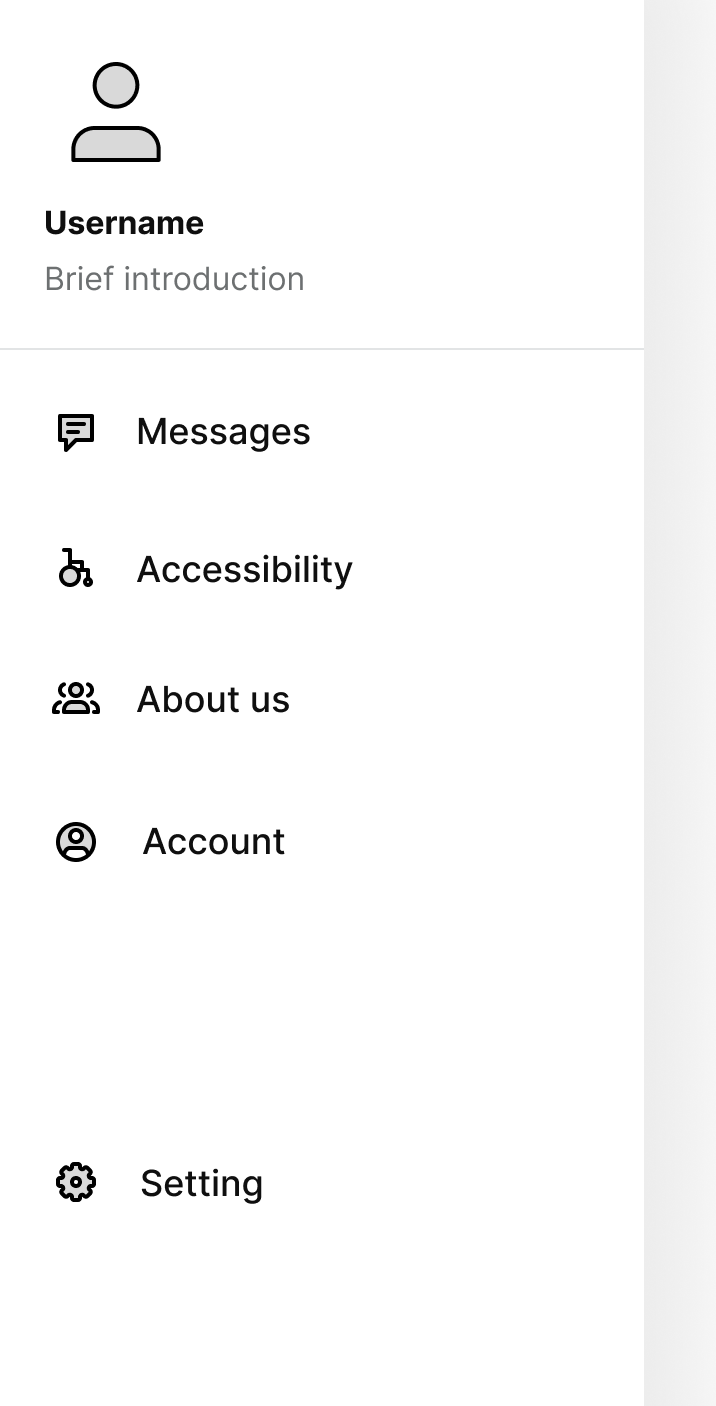 Username
Brief introduction
Messages
Accessibility
About us
Account
Setting